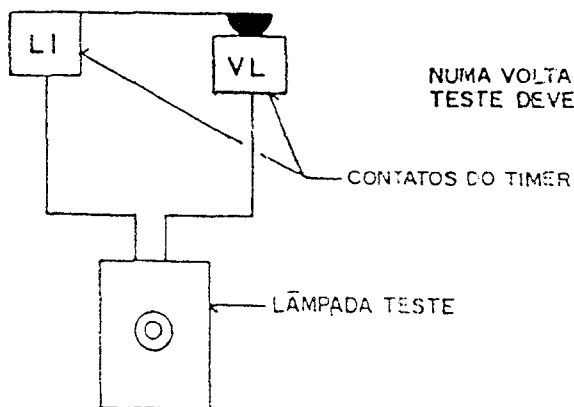 LI
VL
NUMA VOLTA
TESTE DEVE
CONTATOS DO TIMER
LÂMPADA TESTE